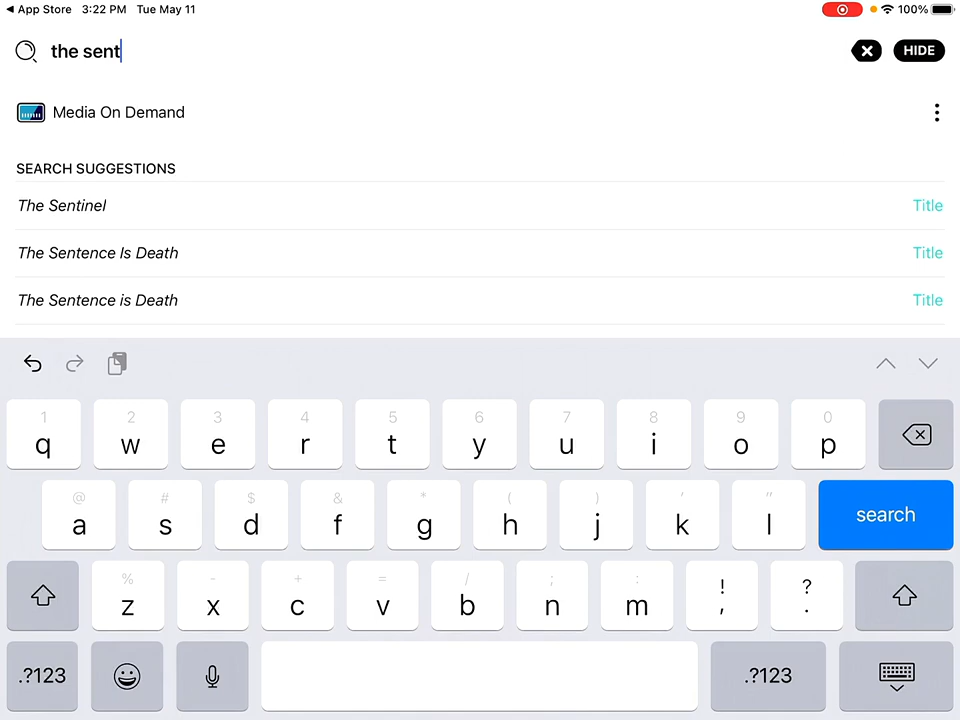 ◀ App Store 3:22 PM Tue May 11 100%
the sent HIDE
Media On Demand
SEARCH SUGGESTIONS
The Sentinel Title
The Sentence Is Death Title
The Sentence is Death Title
1 2 3 4 5 6 7 8 9 0
q w e r t y u i o p
@ # $ & * ( ) ' "
a s d f g h j k l search
% - + = / ; : ! ?
z x c v b n m , .
.?123 .?123